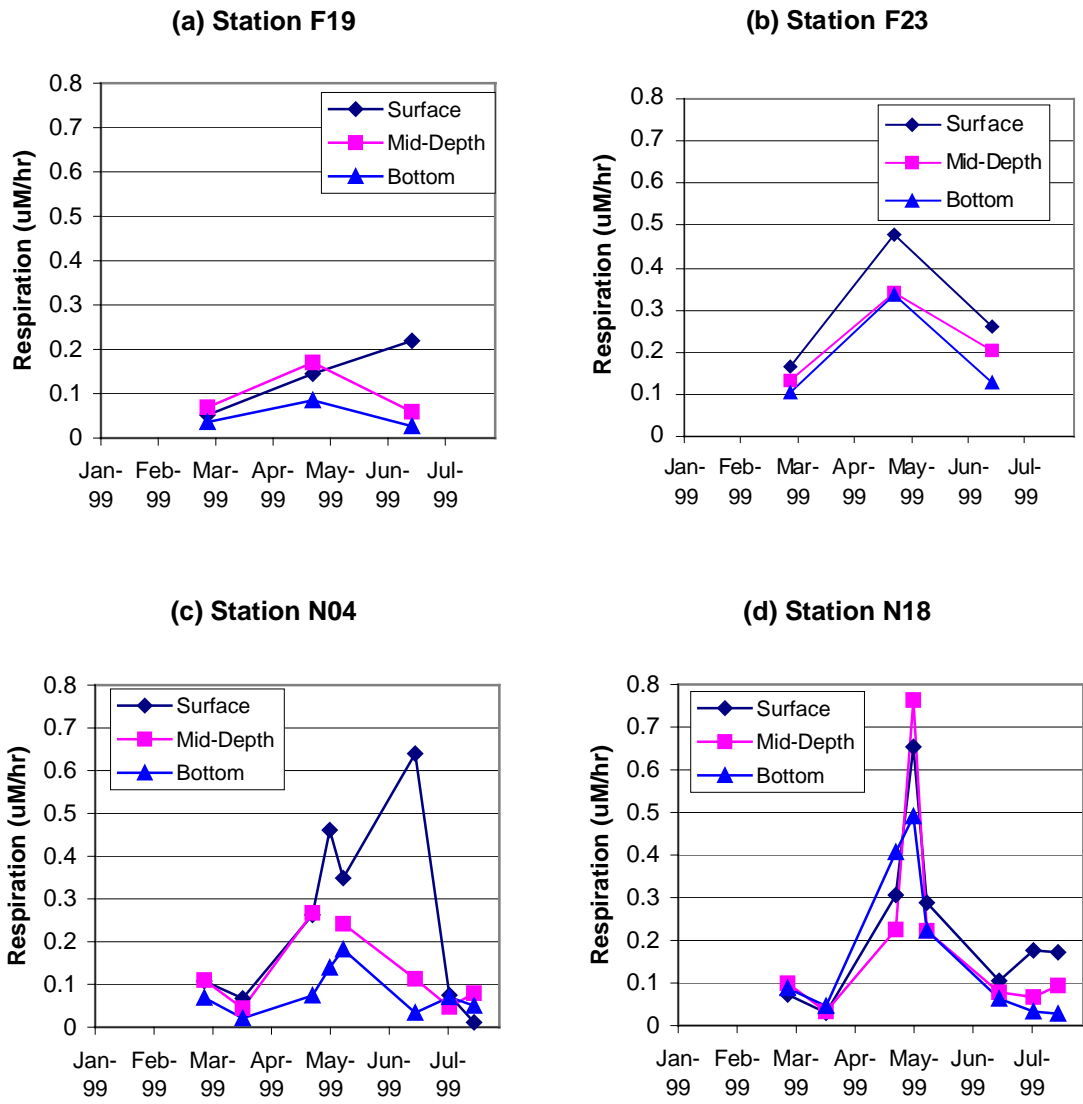 (a) Station F19
Respiration (uM/hr)
0.8
0.7
0.6
0.5
0.4
0.3
0.2
0.1
0
Surface
Mid-Depth
Bottom
Jan-99 Feb-99 Mar-99 Apr-99 May-99 Jun-99 Jul-99
(b) Station F23
Respiration (uM/hr)
0.8
0.7
0.6
0.5
0.4
0.3
0.2
0.1
0
Surface
Mid-Depth
Bottom
Jan-99 Feb-99 Mar-99 Apr-99 May-99 Jun-99 Jul-99
(c) Station N04
Respiration (uM/hr)
0.8
0.7
0.6
0.5
0.4
0.3
0.2
0.1
0
Surface
Mid-Depth
Bottom
Jan-99 Feb-99 Mar-99 Apr-99 May-99 Jun-99 Jul-99
(d) Station N18
Respiration (uM/hr)
0.8
0.7
0.6
0.5
0.4
0.3
0.2
0.1
0
Surface
Mid-Depth
Bottom
Jan-99 Feb-99 Mar-99 Apr-99 May-99 Jun-99 Jul-99